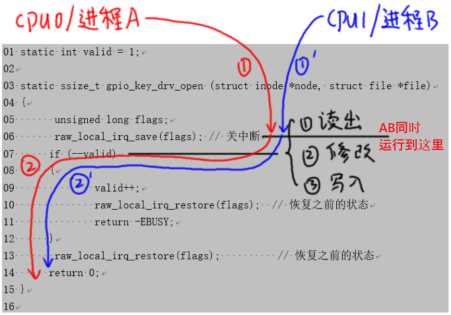 cpu0/进程A
cpu1/进程B
①
①'
01 static int valid = 1;
02
03 static ssize_t gpio_key_drv_open (struct inode *node, struct file *file)
04 {
05 unsigned long flags;
06 raw_local_irq_save(flags); // 关中断
① 读出
AB同时
运行到这里
07 if (--valid)
② 修改
②
08 {
②'
③ 写入
09 valid++;
10 raw_local_irq_restore(flags); // 恢复之前的状态
11 return -EBUSY;
12 }
13 raw_local_irq_restore(flags); // 恢复之前的状态
14 return 0;
15 }
16